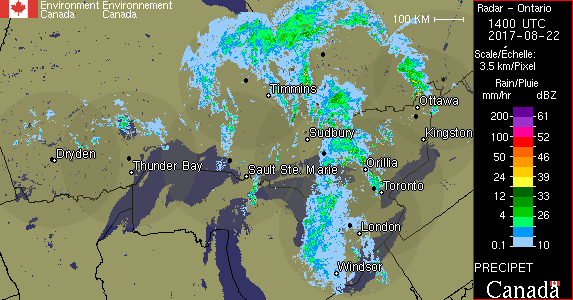 Environment Environnement
Canada Canada
100 KM
Timmins
Ottawa
Sudbury
Kingston
Dryden
Thunder Bay
Sault Ste. Marie
Orillia
Toronto
London
Windsor
Radar - Ontario
1400 UTC
2017-08-22
Scale/Échelle:
3.5 km/Pixel
Rain/Pluie
mm/hr dBZ
200 61
100 52
50 46
24 39
12 33
4 26
0.1 10
PRECIPET
Canada